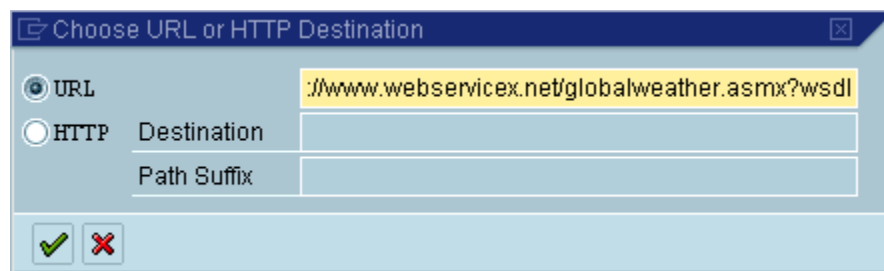 Choose URL or HTTP Destination
URL ://www.webservicex.net/globalweather.asmx?wsdl
HTTP Destination
Path Suffix